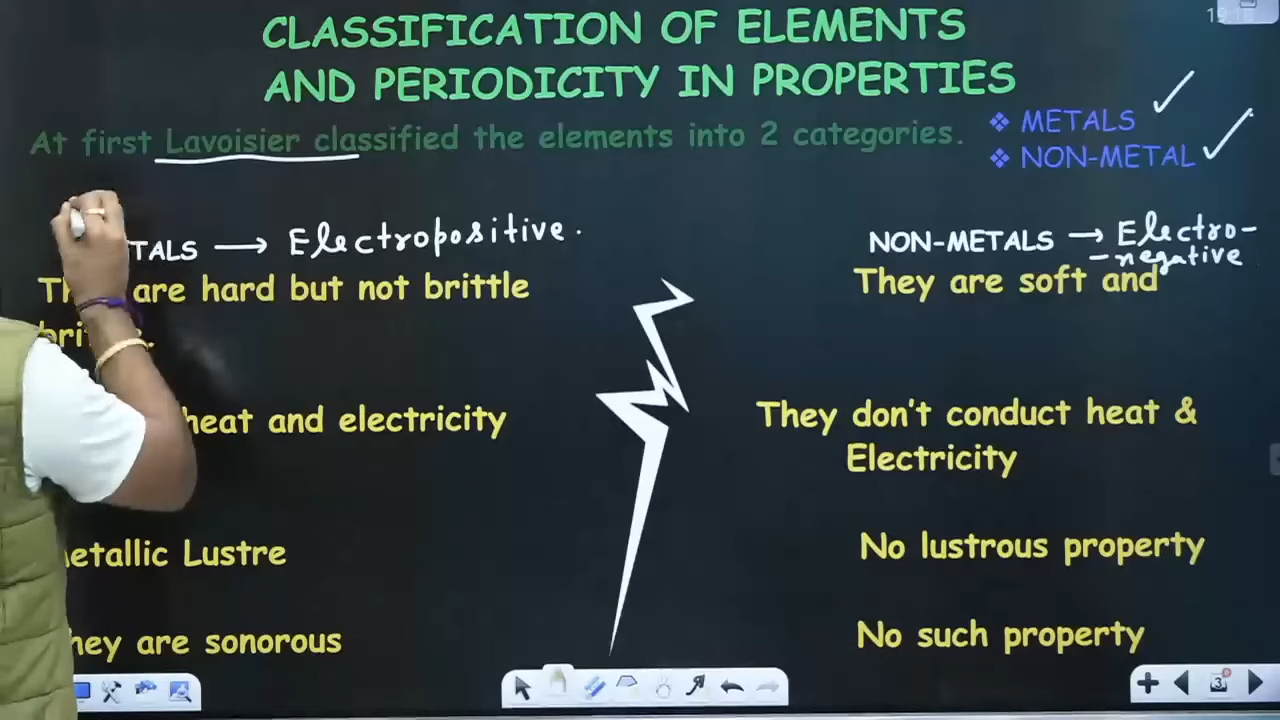 CLASSIFICATION OF ELEMENTS
AND PERIODICITY IN PROPERTIES
At first Lavoisier classified the elements into 2 categories.
❖ METALS
❖ NON-METAL
TALS → Electropositive.
NON-METALS → Electro-
-negative
are hard but not brittle
They are soft and
heat and electricity
They don't conduct heat &
Electricity
etallic Lustre
No lustrous property
hey are sonorous
No such property